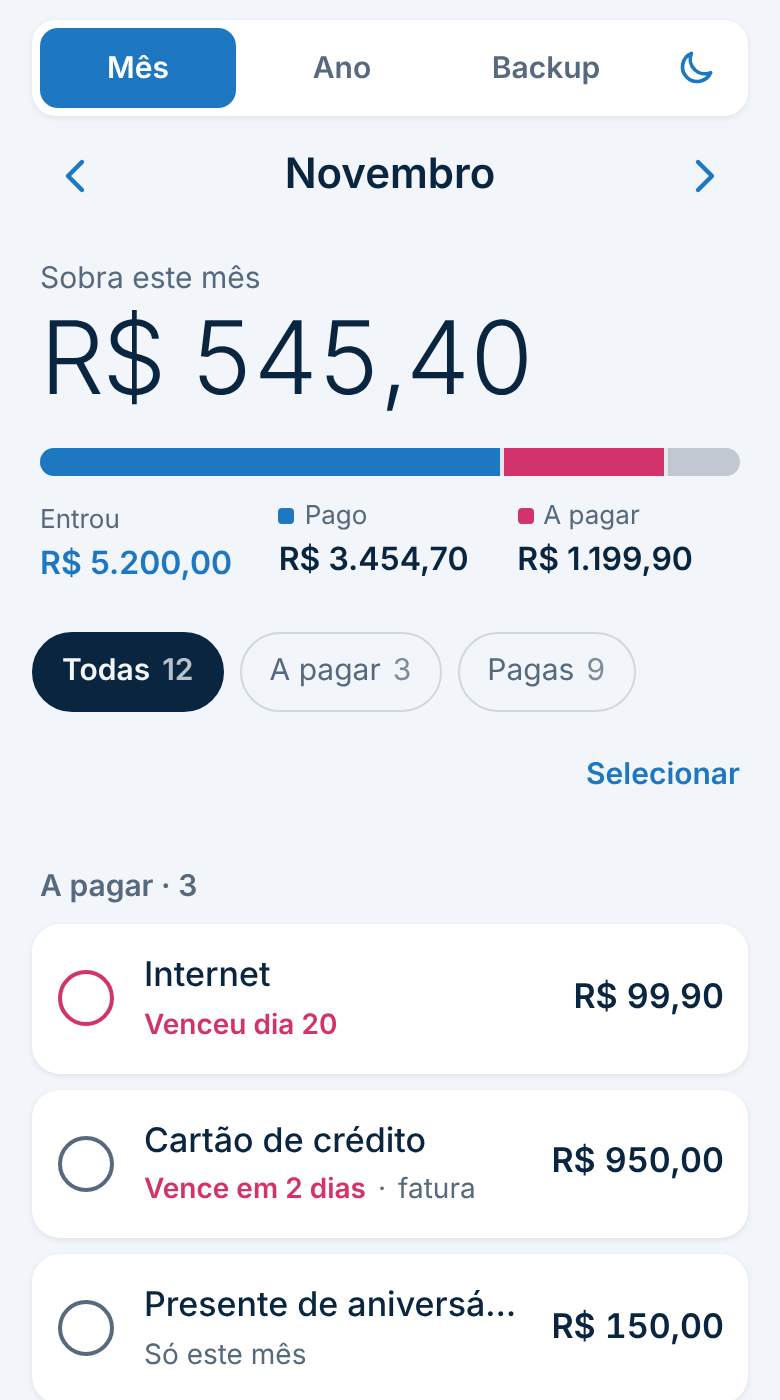 Mês Ano Backup
Novembro
Sobra este mês
R$ 545,40
Entrou Pago A pagar
R$ 5.200,00 R$ 3.454,70 R$ 1.199,90
Todas 12 A pagar 3 Pagas 9
Selecionar
A pagar · 3
Internet
Venceu dia 20
R$ 99,90
Cartão de crédito
Vence em 2 dias · fatura
R$ 950,00
Presente de aniversá...
Só este mês
R$ 150,00